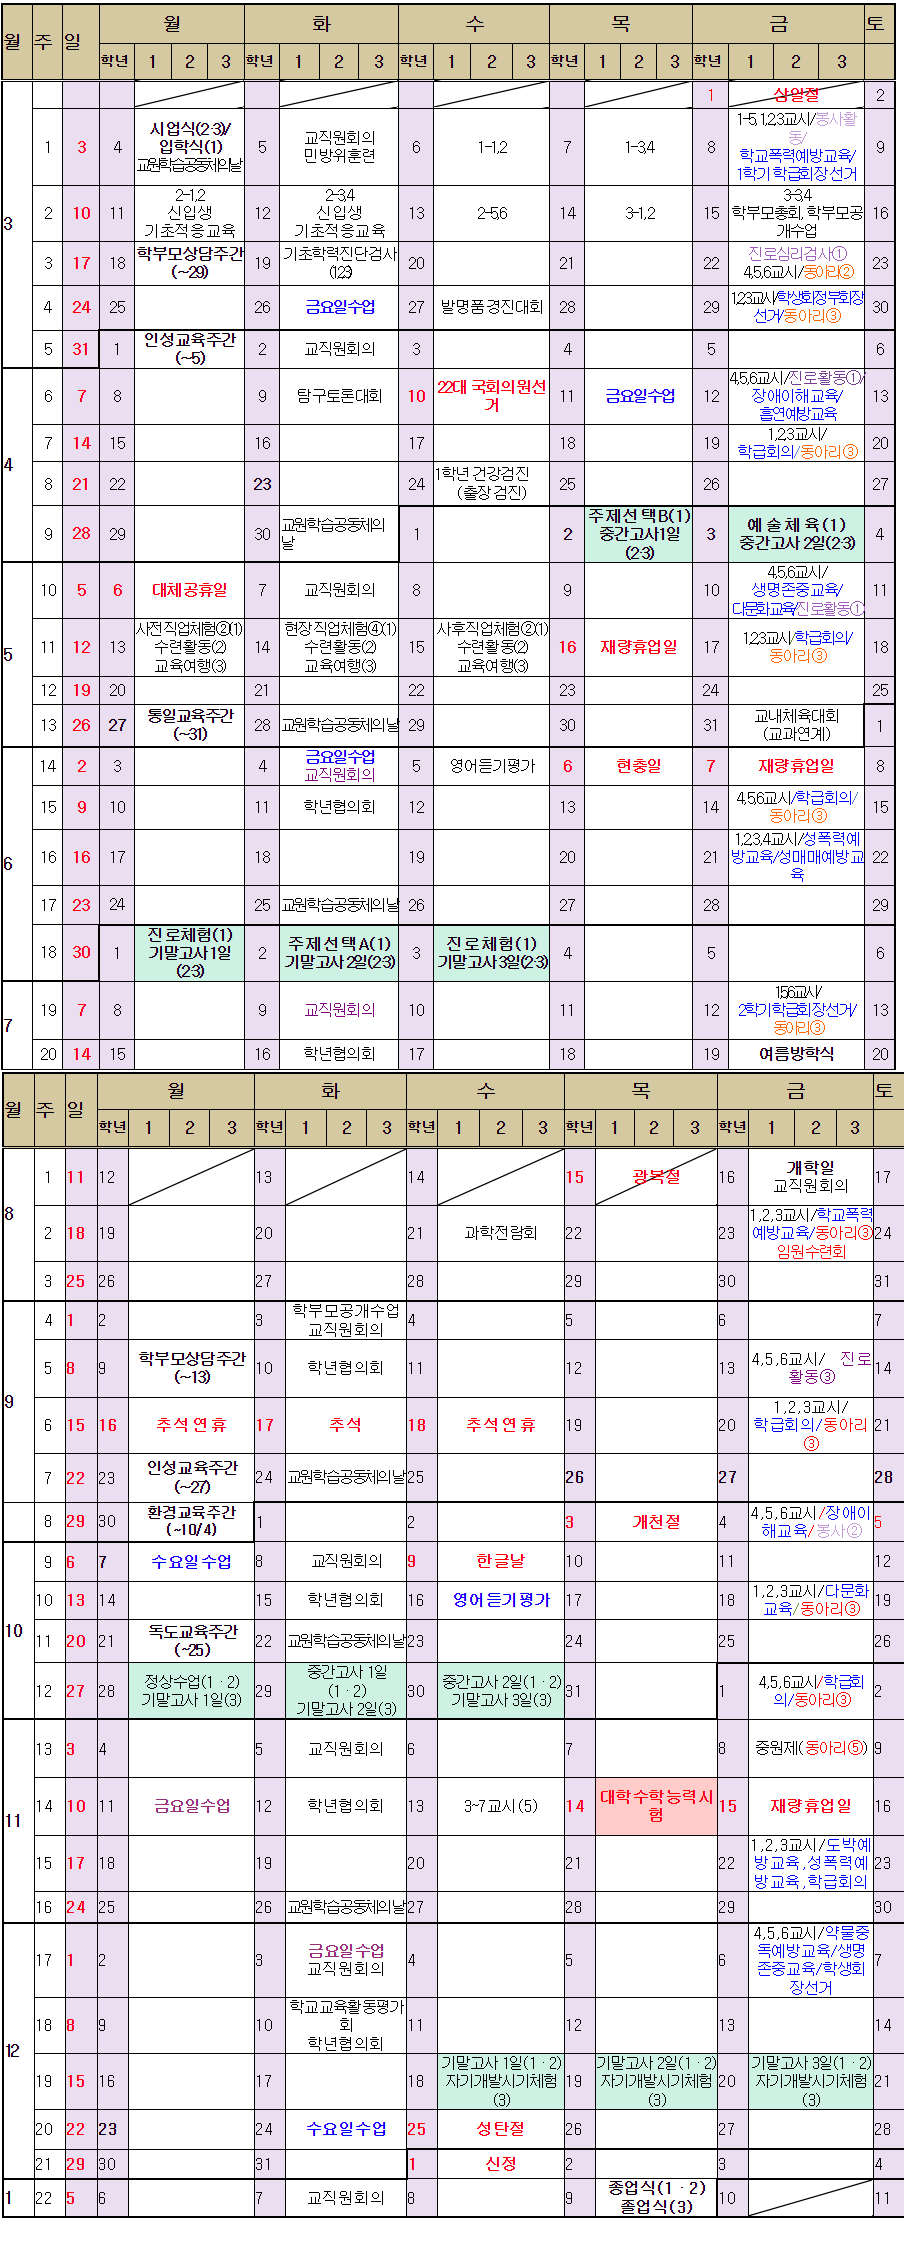 월 주 일 월 화 수 목 금 토
학년 1 2 3 학년 1 2 3 학년 1 2 3 학년 1 2 3 학년 1 2 3
3 1 삼일절 2
1 3 4 시업식(2·3)/
입학식(1)
교원학습공동체의날 5 교직원회의
민방위훈련 6 1-1,2 7 1-3,4 8 1-5, 1,2,3교시/봉사활
동/
학교폭력예방교육/
1학기 학급회장 선거 9
2 10 11 2-1,2
신입생
기초적응교육 12 2-3,4
신입생
기초적응교육 13 2-5,6 14 3-1,2 15 3-3,4
학부모총회, 학부모공
개수업 16
3 17 18 학부모상담주간
(~29) 19 기초학력진단검사
(1,2,3) 20 21 22 진로심리검사①
4,5,6교시/동아리② 23
4 24 25 26 금요일수업 27 발명품경진대회 28 29 1,2,3교시/학생회정부회장
선거/동아리③ 30
5 31 1 인성교육주간
(~5) 2 교직원회의 3 4 5 6
4 6 7 8 9 탐구토론대회 10 22대 국회의원선
거 11 금요일수업 12 4,5,6교시/진로활동①/
장애이해교육/
흡연예방교육 13
7 14 15 16 17 18 19 1,2,3교시/
학급회의/동아리③ 20
8 21 22 23 24 1학년 건강검진
(출장 검진) 25 26 27
9 28 29 30 교원학습공동체의
날 1 2 주제선택B(1)
중간고사1일
(2·3) 3 예술체육(1)
중간고사 2일(2·3) 4
5 10 5 6 대체공휴일 7 교직원회의 8 9 10 4,5,6교시/
생명존중교육/
다문화교육/진로활동① 11
11 12 13 사전직업체험②(1)
수련활동(2)
교육여행(3) 14 현장직업체험④(1)
수련활동(2)
교육여행(3) 15 사후직업체험②(1)
수련활동(2)
교육여행(3) 16 재량휴업일 17 1,2,3교시/학급회의/
동아리③ 18
12 19 20 21 22 23 24 25
13 26 27 통일교육주간
(~31) 28 교원학습공동체의날 29 30 31 교내체육대회
(교과연계) 1
6 14 2 3 4 금요일수업
교직원회의 5 영어듣기평가 6 현충일 7 재량휴업일 8
15 9 10 11 학년협의회 12 13 14 4,5,6교시/학급회의/
동아리③ 15
16 16 17 18 19 20 21 1,2,3,4교시/성폭력예
방교육/성매매예방교
육 22
17 23 24 25 교원학습공동체의날 26 27 28 29
18 30 1 진로체험(1)
기말고사1일
(2·3) 2 주제선택A(1)
기말고사 2일(2·3) 3 진로체험(1)
기말고사 3일(2·3) 4 5 6
7 19 7 8 9 교직원회의 10 11 12 1,5,6교시/
2학기학급회장선거/
동아리③ 13
20 14 15 16 학년협의회 17 18 19 여름방학식 20
월 주 일 월 화 수 목 금 토
학년 1 2 3 학년 1 2 3 학년 1 2 3 학년 1 2 3 학년 1 2 3
8 1 11 12 13 14 15 광복절 16 개학일
교직원회의 17
2 18 19 20 21 과학전람회 22 23 1,2,3교시/학교폭력
예방교육/동아리③
임원수련회 24
3 25 26 27 28 29 30 31
9 4 1 2 3 학부모공개수업
교직원회의 4 5 6 7
5 8 9 학부모상담주간
(~13) 10 학년협의회 11 12 13 4,5,6교시/ 진로
활동③ 14
6 15 16 추석연휴 17 추석 18 추석연휴 19 20 1,2,3교시/
학급회의/동아리
③ 21
7 22 23 인성교육주간
(~27) 24 교원학습공동체의날 25 26 27 28
8 29 30 환경교육주간
(~10/4) 1 2 3 개천절 4 4,5,6교시/장애이
해교육/봉사② 5
10 9 6 7 수요일수업 8 교직원회의 9 한글날 10 11 12
10 13 14 15 학년협의회 16 영어듣기평가 17 18 1,2,3교시/다문화
교육/동아리③ 19
11 20 21 독도교육주간
(~25) 22 교원학습공동체의날 23 24 25 26
12 27 28 정상수업(1·2)
기말고사 1일(3) 29 중간고사 1일
(1·2)
기말고사 2일(3) 30 중간고사 2일(1·2)
기말고사 3일(3) 31 1 4,5,6교시/학급회
의/동아리③ 2
11 13 3 4 5 교직원회의 6 7 8 중원제(동아리⑤) 9
14 10 11 금요일수업 12 학년협의회 13 3~7교시(5) 14 대학수학능력시
험 15 재량휴업일 16
15 17 18 19 20 21 22 1,2,3교시/도박예
방교육,성폭력예
방교육,학급회의 23
16 24 25 26 교원학습공동체의날 27 28 29 30
12 17 1 2 3 금요일수업
교직원회의 4 5 6 4,5,6교시/약물중
독예방교육/생명
존중교육/학생회
장선거 7
18 8 9 10 학교교육활동평가
회
학년협의회 11 12 13 14
19 15 16 17 18 기말고사 1일(1·2)
자기개발시기체험
(3) 19 기말고사 2일(1·2)
자기개발시기체험
(3) 20 기말고사 3일(1·2)
자기개발시기체험
(3) 21
20 22 23 24 수요일수업 25 성탄절 26 27 28
21 29 30 31 1 신정 2 3 4
1 22 5 6 7 교직원회의 8 9 종업식(1·2)
졸업식(3) 10 11